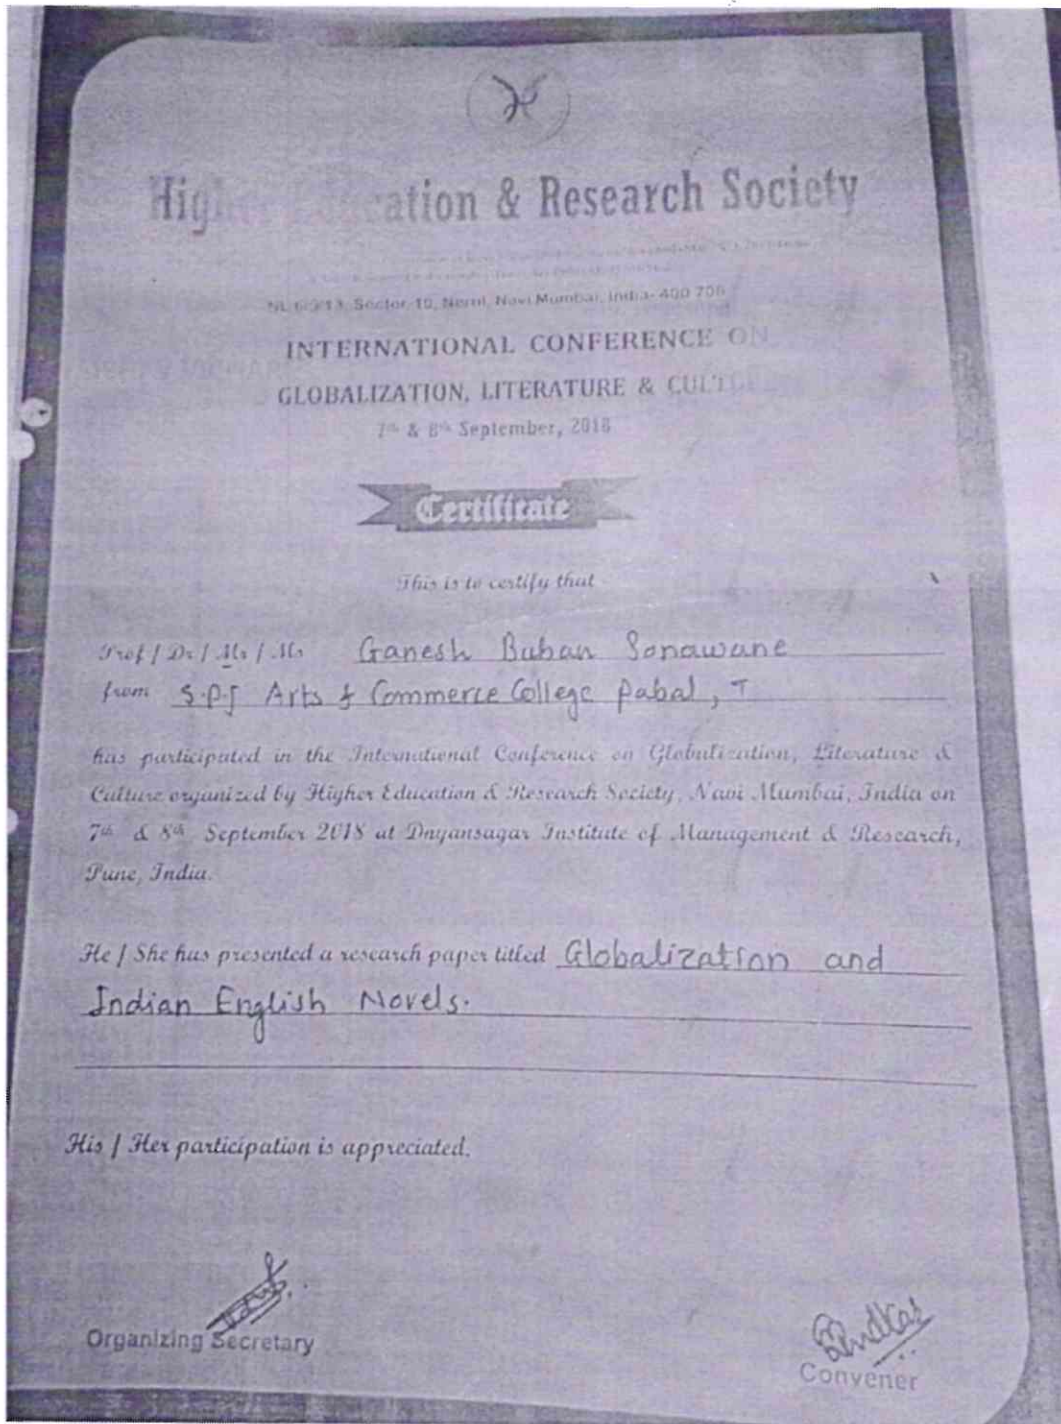 Higher Education & Research Society
Sector-10, Nerul, Navi Mumbai, India- 400 706
INTERNATIONAL CONFERENCE ON
GLOBALIZATION, LITERATURE & CULTURE
7th & 8th September, 2018
Certificate
This is to certify that
Prof / Dr / Mr / Ms Ganesh Baban Sonawane
from S.P.J Arts & Commerce College Pabal,
has participated in the International Conference on Globalization, Literature &
Culture organized by Higher Education & Research Society, Navi Mumbai, India on
7th & 8th September 2018 at Dnyansagar Institute of Management & Research,
Pune, India.
He / She has presented a research paper titled Globalization and
Indian English Novels.
His / Her participation is appreciated.
Organizing Secretary
Convener